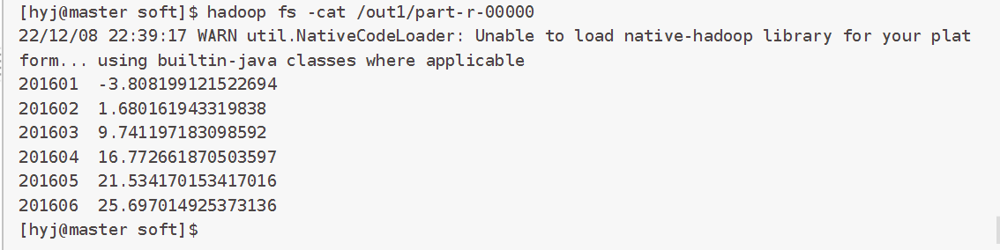 [hyj@master soft]$ hadoop fs -cat /out1/part-r-00000
22/12/08 22:39:17 WARN util.NativeCodeLoader: Unable to load native-hadoop library for your plat
form... using builtin-java classes where applicable
201601  -3.808199121522694
201602  1.680161943319838
201603  9.741197183098592
201604  16.772661870503597
201605  21.534170153417016
201606  25.697014925373136
[hyj@master soft]$